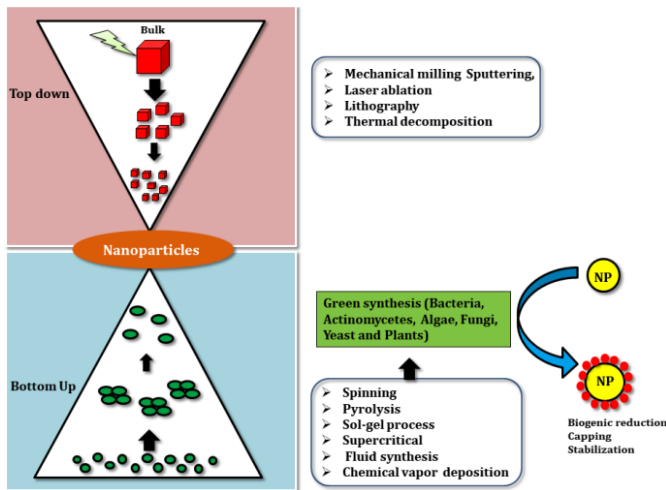 Bulk
Top down
➢ Mechanical milling Sputtering,
➢ Laser ablation
➢ Lithography
➢ Thermal decomposition
Nanoparticles
Bottom Up
Green synthesis (Bacteria,
Actinomycetes, Algae, Fungi,
Yeast and Plants)
➢ Spinning
➢ Pyrolysis
➢ Sol-gel process
➢ Supercritical
➢ Fluid synthesis
➢ Chemical vapor deposition
NP
NP
Biogenic reduction
Capping
Stabilization